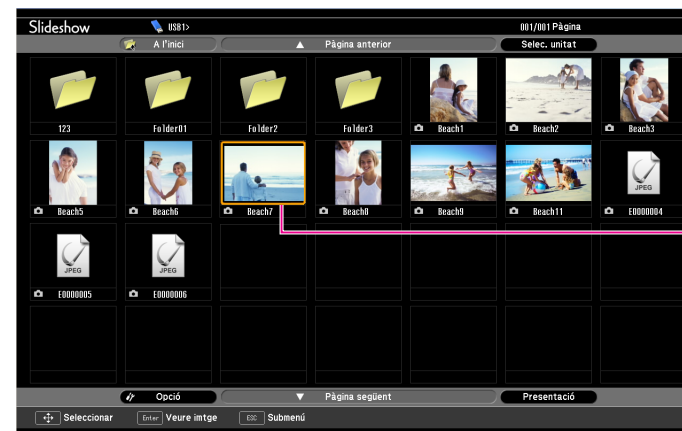 Slideshow USB1> 001/001 Pàgina
A l'inici ▲ Pàgina anterior Selec. unitat
123 Folder01 Folder2 Folder3 Beach1 Beach2 Beach3
JPEG
Beach5 Beach6 Beach7 Beach8 Beach9 Beach11 E0000004
JPEG JPEG
E0000005 E0000006
Opció ▼ Pàgina següent Presentació
Seleccionar Enter Veure imtge ESC Submenú